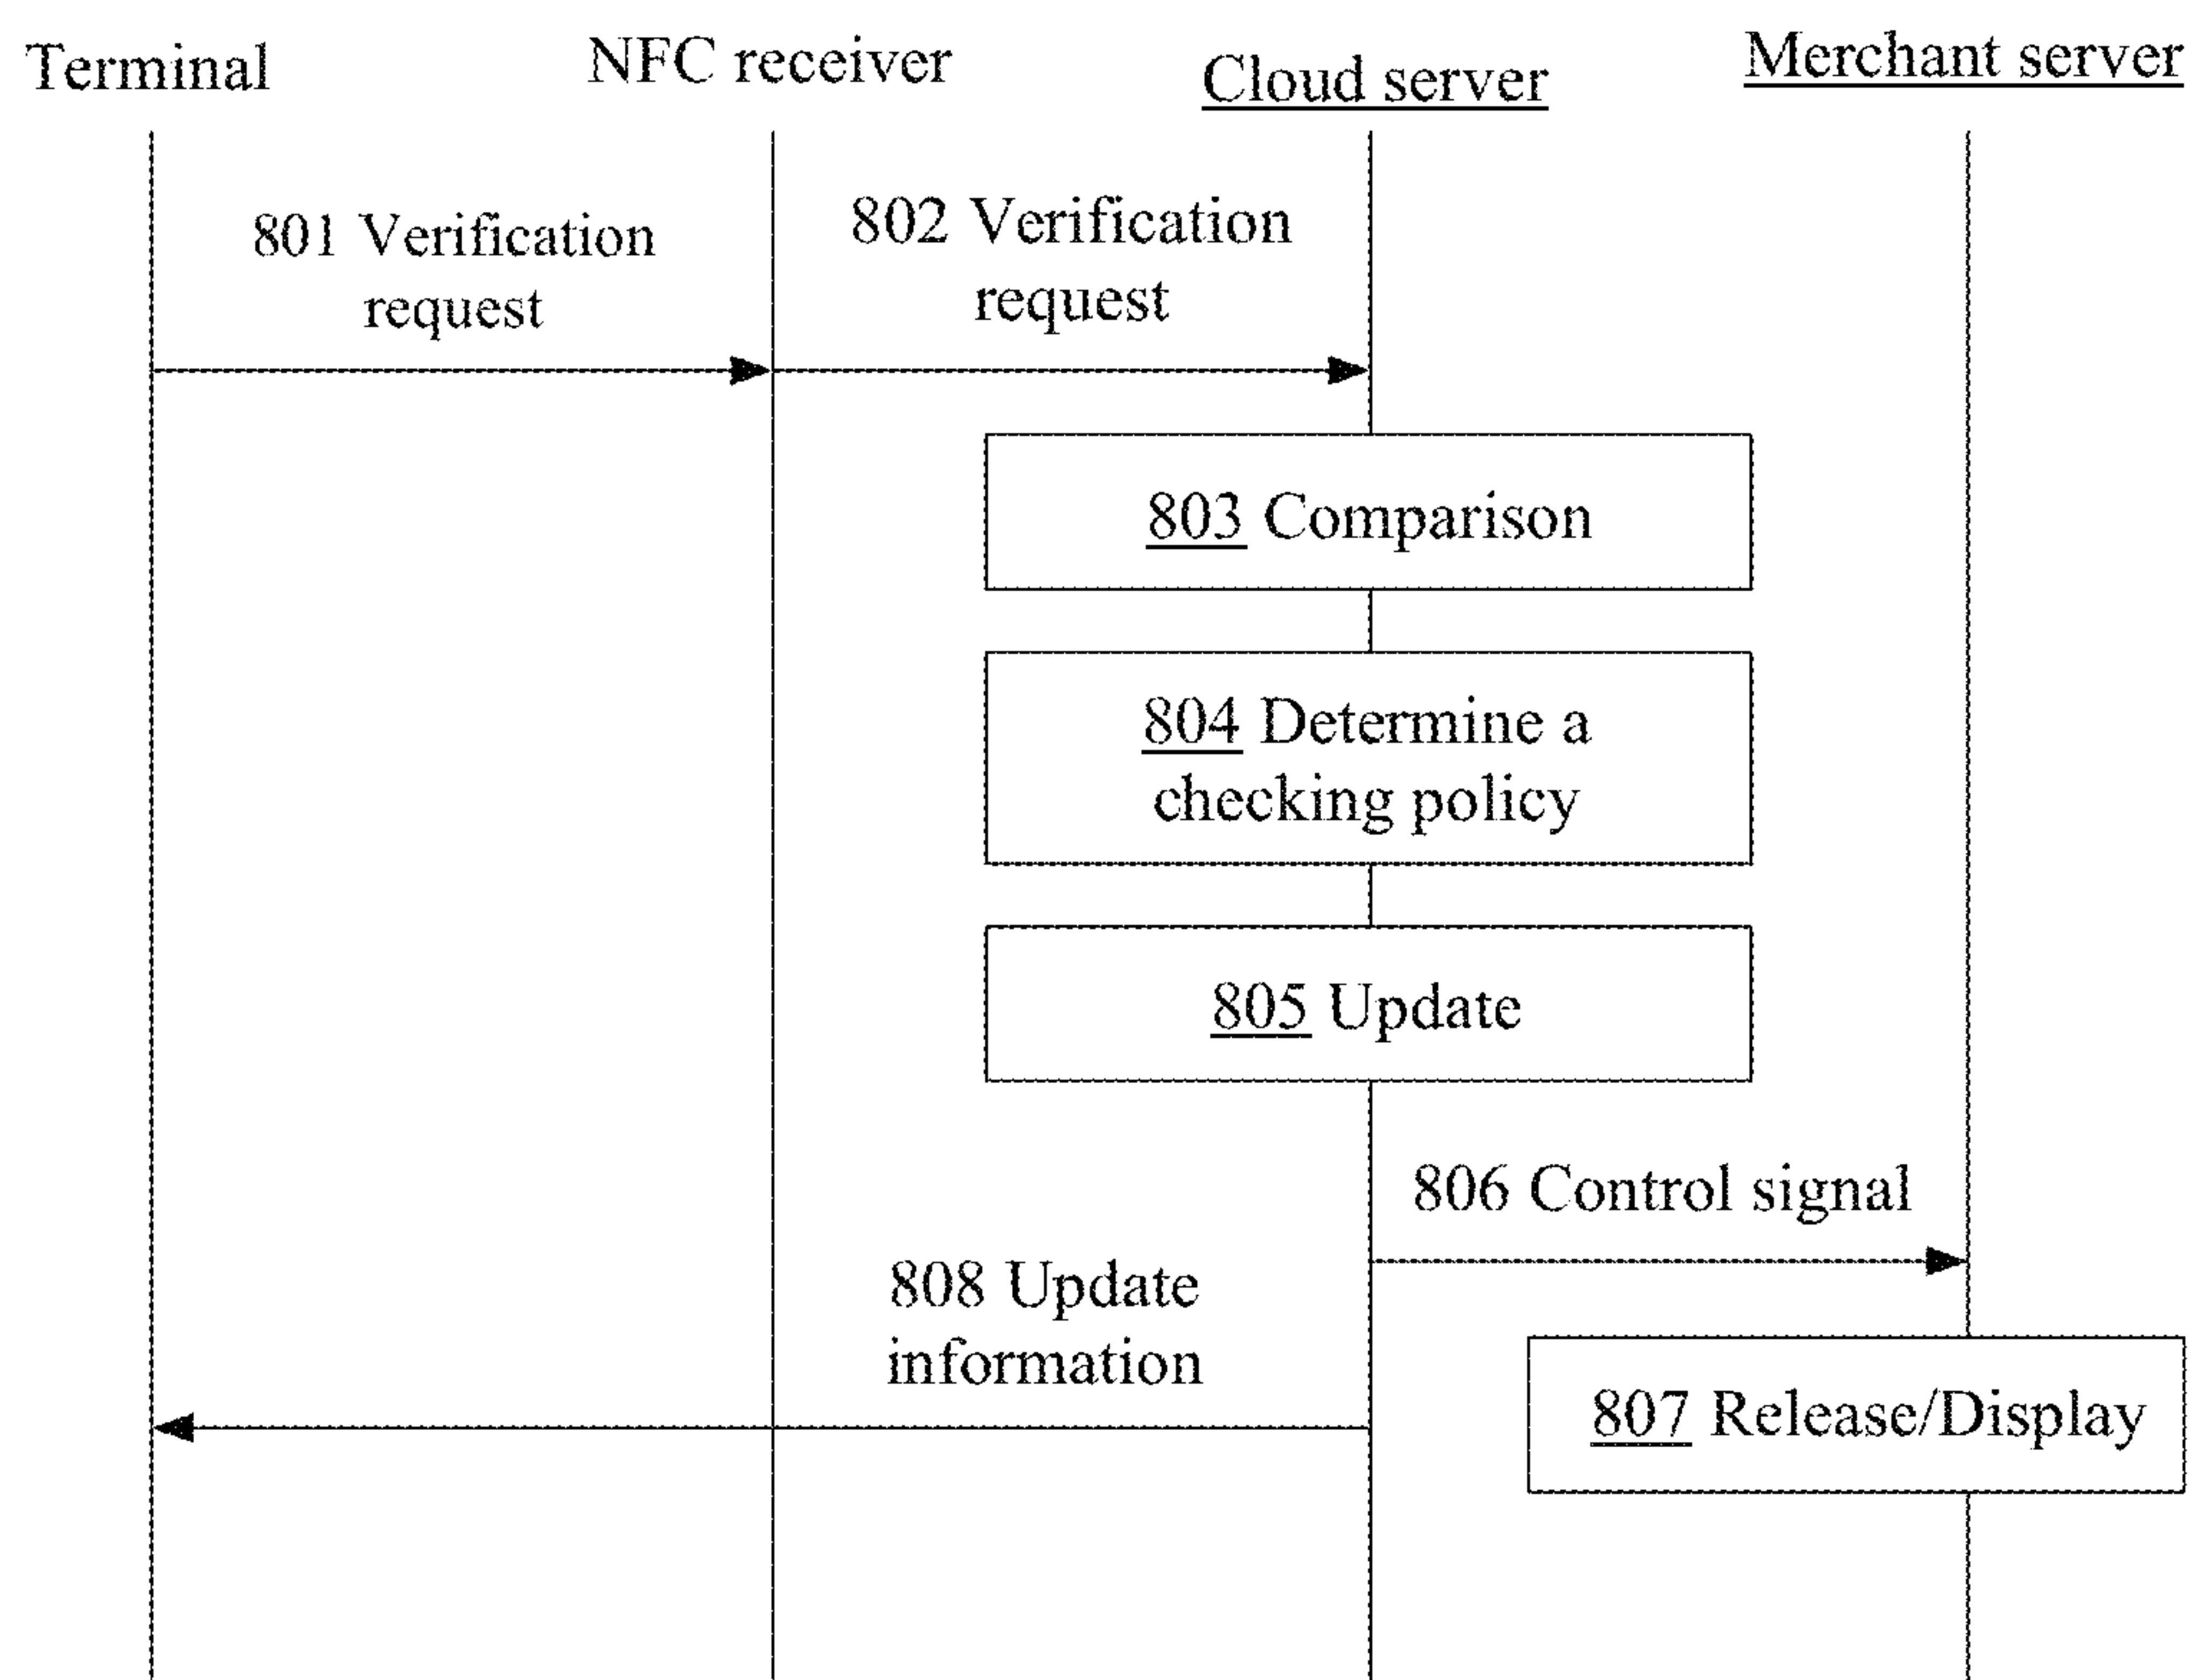 Terminal
NFC receiver
Cloud server
Merchant server
801 Verification
request
802 Verification
request
803 Comparison
804 Determine a
checking policy
805 Update
806 Control signal
808 Update
information
807 Release/Display